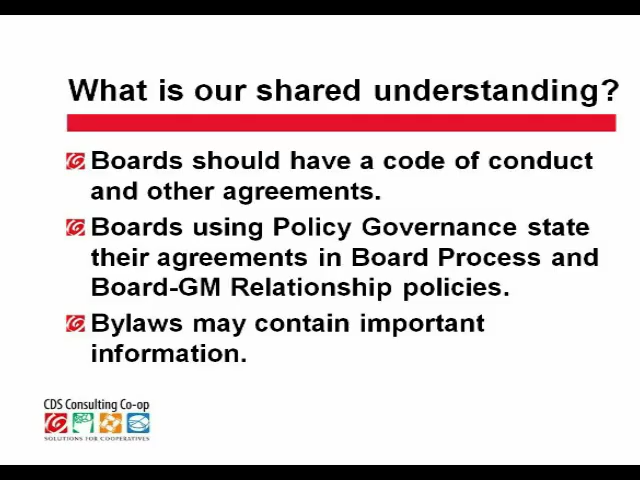 What is our shared understanding?
Boards should have a code of conduct
and other agreements.
Boards using Policy Governance state
their agreements in Board Process and
Board-GM Relationship policies.
Bylaws may contain important
information.
CDS Consulting Co-op
SOLUTIONS FOR COOPERATIVES